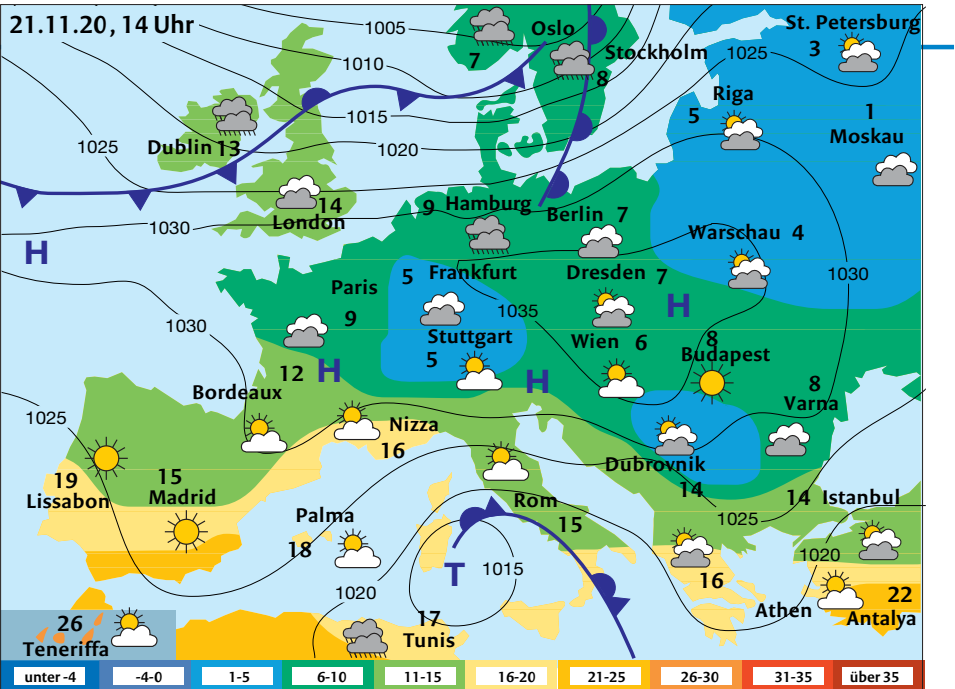 21.11.20, 14 Uhr
1005
Oslo
7
St. Petersburg
3
Stockholm
8
1025
1010
Riga
5
1
Moskau
1015
Dublin 13
1025
1020
14
London
9
Hamburg
Berlin 7
1030
Warschau 4
H
5
Frankfurt
Dresden 7
1030
Paris
9
1035
H
1030
Stuttgart
5
Wien 6
8
Budapest
12
H
H
8
Varna
Bordeaux
1025
Nizza
16
19
Lissabon
15
Madrid
Dubrovnik
14
14
Istanbul
Rom
15
1025
Palma
18
1020
T
1015
1020
16
Athen
22
Antalya
26
Teneriffa
17
Tunis
unter -4
-4-0
1-5
6-10
11-15
16-20
21-25
26-30
31-35
über 35